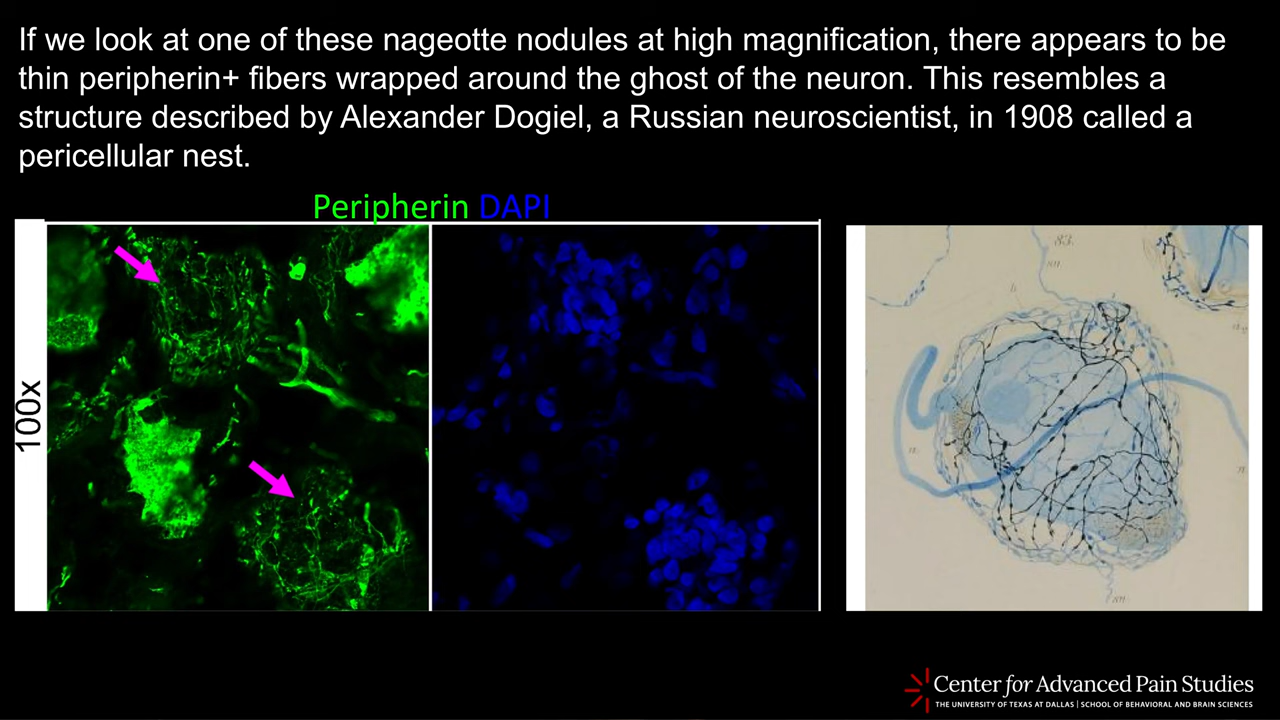 If we look at one of these nageotte nodules at high magnification, there appears to be
thin peripherin+ fibers wrapped around the ghost of the neuron. This resembles a
structure described by Alexander Dogiel, a Russian neuroscientist, in 1908 called a
pericellular nest.
Peripherin DAPI
100x
83.
sn.
n.
n.
sn.
Center for Advanced Pain Studies
THE UNIVERSITY OF TEXAS AT DALLAS | SCHOOL OF BEHAVIORAL AND BRAIN SCIENCES